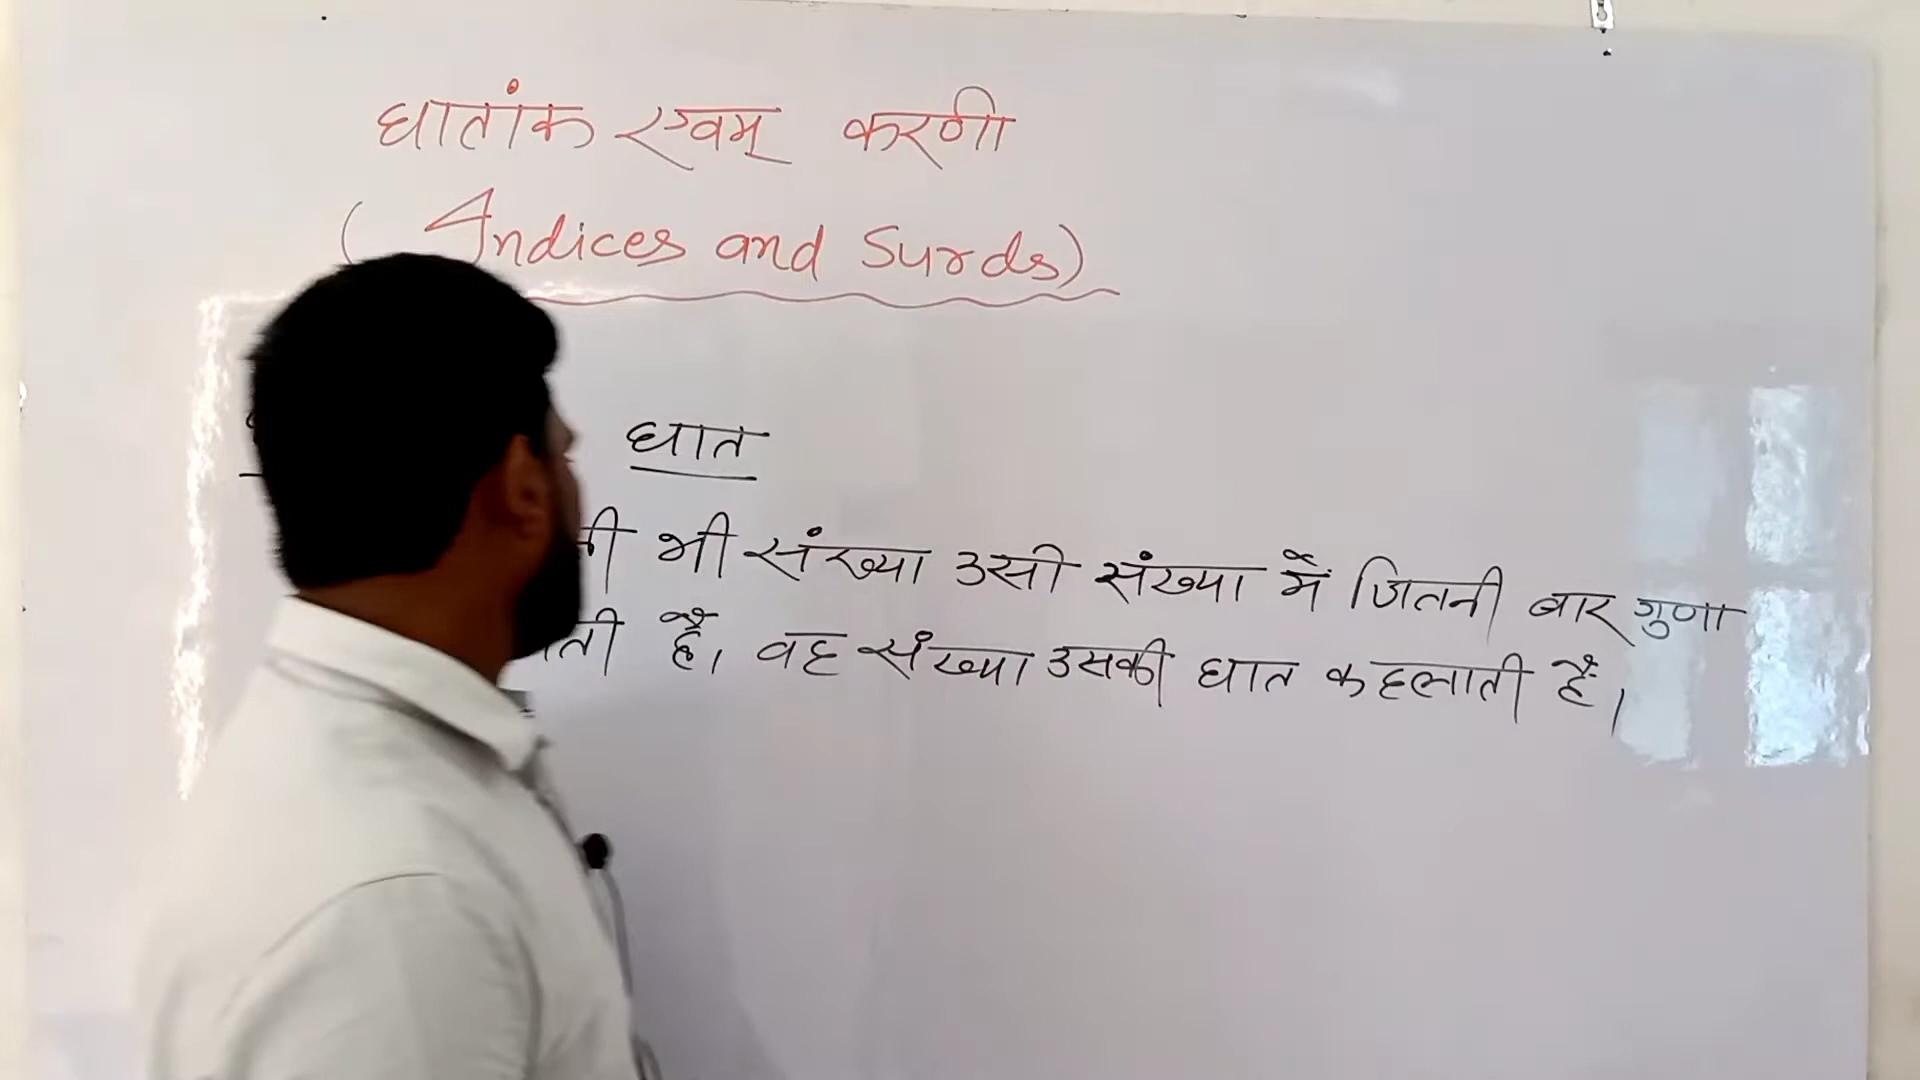 घातांक एवम् करणी
( Indices and Surds)
घात
भी संख्या उसी संख्या में जितनी बार गुणा
है। वह संख्या उसकी घात कहलाती हैं।